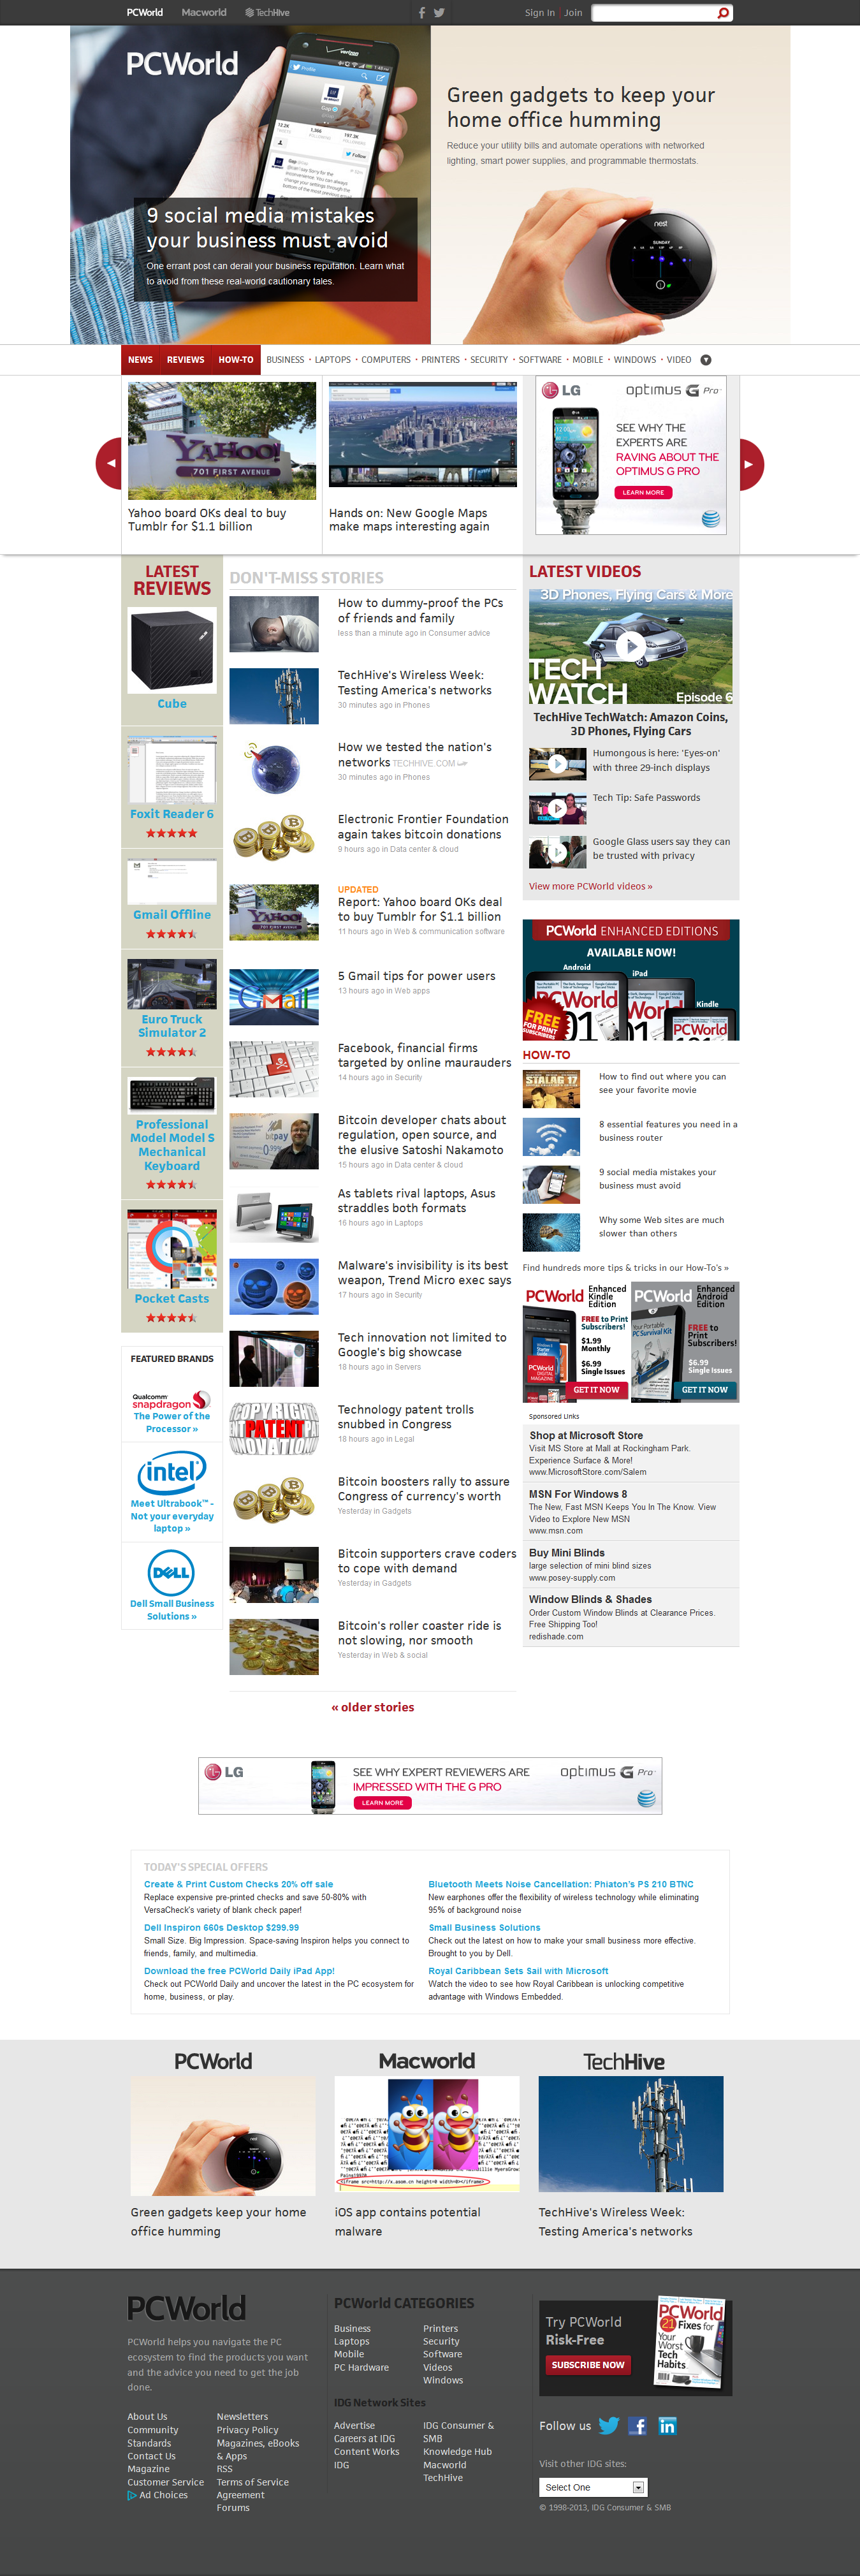 PCWorld Macworld TechHive Sign In Join
PCWorld
Green gadgets to keep your
home office humming
Reduce your utility bills and automate operations with networked
lighting, smart power supplies, and programmable thermostats.
9 social media mistakes
your business must avoid
One errant post can derail your business reputation. Learn what
to avoid from these real-world cautionary tales.
nest
SUNDAY
NEWS REVIEWS HOW-TO BUSINESS • LAPTOPS • COMPUTERS • PRINTERS • SECURITY • SOFTWARE • MOBILE • WINDOWS • VIDEO
YAHOO!
701 FIRST AVENUE
Yahoo board OKs deal to buy
Tumblr for $1.1 billion
Hands on: New Google Maps
make maps interesting again
LG optimus G Pro
SEE WHY THE
EXPERTS ARE
RAVING ABOUT THE
OPTIMUS G PRO
LEARN MORE
at&t
LATEST
REVIEWS
Cube
Foxit Reader 6
Gmail Offline
Euro Truck
Simulator 2
Professional
Model Model S
Mechanical
Keyboard
Pocket Casts
FEATURED BRANDS
Qualcomm
snapdragon
The Power of the
Processor »
intel
Meet Ultrabook™ -
Not your everyday
laptop »
DELL
Dell Small Business
Solutions »
DON'T-MISS STORIES
How to dummy-proof the PCs
of friends and family
less than a minute ago in Consumer advice
TechHive's Wireless Week:
Testing America's networks
30 minutes ago in Phones
How we tested the nation's
networks TECHHIVE.COM
30 minutes ago in Phones
Electronic Frontier Foundation
again takes bitcoin donations
9 hours ago in Data center & cloud
UPDATED
Report: Yahoo board OKs deal
to buy Tumblr for $1.1 billion
11 hours ago in Web & communication software
Gmail
5 Gmail tips for power users
13 hours ago in Web apps
Facebook, financial firms
targeted by online maurauders
14 hours ago in Security
bitpay
0.99%
Bitcoin developer chats about
regulation, open source, and
the elusive Satoshi Nakamoto
15 hours ago in Data center & cloud
As tablets rival laptops, Asus
straddles both formats
16 hours ago in Laptops
Malware's invisibility is its best
weapon, Trend Micro exec says
17 hours ago in Security
Tech innovation not limited to
Google's big showcase
18 hours ago in Servers
COPYRIGHT
PATENT
Technology patent trolls
snubbed in Congress
18 hours ago in Legal
Bitcoin boosters rally to assure
Congress of currency's worth
Yesterday in Gadgets
Bitcoin supporters crave coders
to cope with demand
Yesterday in Gadgets
Bitcoin's roller coaster ride is
not slowing, nor smooth
Yesterday in Web & social
« older stories
LATEST VIDEOS
3D Phones, Flying Cars & More
TECH
WATCH
Episode 6
TechHive TechWatch: Amazon Coins,
3D Phones, Flying Cars
Humongous is here: 'Eyes-on'
with three 29-inch displays
Tech Tip: Safe Passwords
Google Glass users say they can
be trusted with privacy
View more PCWorld videos »
PCWorld ENHANCED EDITIONS
AVAILABLE NOW!
Android
iPad
Kindle
PCWorld
FREE
FOR PRINT
SUBSCRIBERS
HOW-TO
STALAG 17
How to find out where you can
see your favorite movie
8 essential features you need in a
business router
9 social media mistakes your
business must avoid
Why some Web sites are much
slower than others
Find hundreds more tips & tricks in our How-To's »
PCWorld Enhanced
Kindle
Edition
FREE to Print
Subscribers!
$1.99
Monthly
$6.99
Single Issues
GET IT NOW
PCWorld Enhanced
Android
Edition
FREE to
Print
Subscribers!
$6.99
Single Issues
GET IT NOW
Sponsored Links
Shop at Microsoft Store
Visit MS Store at Mall at Rockingham Park.
Experience Surface & More!
www.MicrosoftStore.com/Salem
MSN For Windows 8
The New, Fast MSN Keeps You In The Know. View
Video to Explore New MSN
www.msn.com
Buy Mini Blinds
large selection of mini blind sizes
www.posey-supply.com
Window Blinds & Shades
Order Custom Window Blinds at Clearance Prices.
Free Shipping Too!
redishade.com
LG
SEE WHY EXPERT REVIEWERS ARE
IMPRESSED WITH THE G PRO
LEARN MORE
optimus G Pro
at&t
TODAY'S SPECIAL OFFERS
Create & Print Custom Checks 20% off sale
Replace expensive pre-printed checks and save 50-80% with
VersaCheck's variety of blank check paper!
Dell Inspiron 660s Desktop $299.99
Small Size. Big Impression. Space-saving Inspiron helps you connect to
friends, family, and multimedia.
Download the free PCWorld Daily iPad App!
Check out PCWorld Daily and uncover the latest in the PC ecosystem for
home, business, or play.
Bluetooth Meets Noise Cancellation: Phiaton's PS 210 BTNC
New earphones offer the flexibility of wireless technology while eliminating
95% of background noise
Small Business Solutions
Check out the latest on how to make your small business more effective.
Brought to you by Dell.
Royal Caribbean Sets Sail with Microsoft
Watch the video to see how Royal Caribbean is unlocking competitive
advantage with Windows Embedded.
PCWorld
Green gadgets keep your home
office humming
Macworld
iOS app contains potential
malware
TechHive
TechHive's Wireless Week:
Testing America's networks
PCWorld
PCWorld helps you navigate the PC
ecosystem to find the products you want
and the advice you need to get the job
done.
About Us
Community
Standards
Contact Us
Magazine
Customer Service
Ad Choices
Newsletters
Privacy Policy
Magazines, eBooks
& Apps
RSS
Terms of Service
Agreement
Forums
PCWorld CATEGORIES
Business
Laptops
Mobile
PC Hardware
Printers
Security
Software
Videos
Windows
IDG Network Sites
Advertise
Careers at IDG
Content Works
IDG
IDG Consumer &
SMB
Knowledge Hub
Macworld
TechHive
Try PCWorld
Risk-Free
SUBSCRIBE NOW
PCWorld
21 Fixes for
Your
Worst
Tech
Habits
Follow us
Visit other IDG sites:
Select One
© 1998-2013, IDG Consumer & SMB